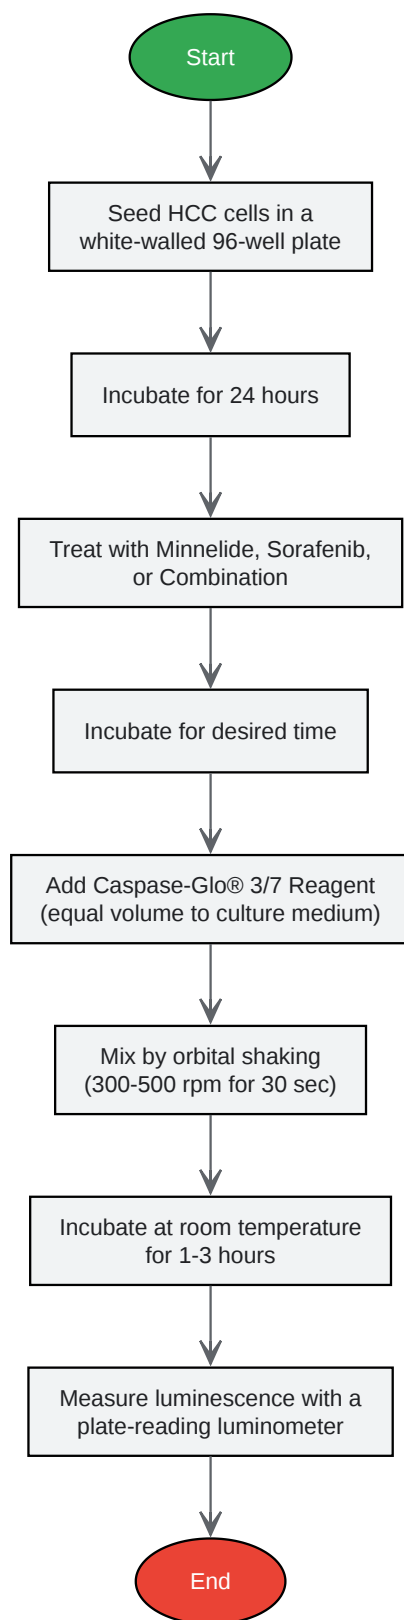 Start
Seed HCC cells in a
white-walled 96-well plate
Incubate for 24 hours
Treat with Minnelide, Sorafenib,
or Combination
Incubate for desired time
Add Caspase-Glo® 3/7 Reagent
(equal volume to culture medium)
Mix by orbital shaking
(300-500 rpm for 30 sec)
Incubate at room temperature
for 1-3 hours
Measure luminescence with a
plate-reading luminometer
End